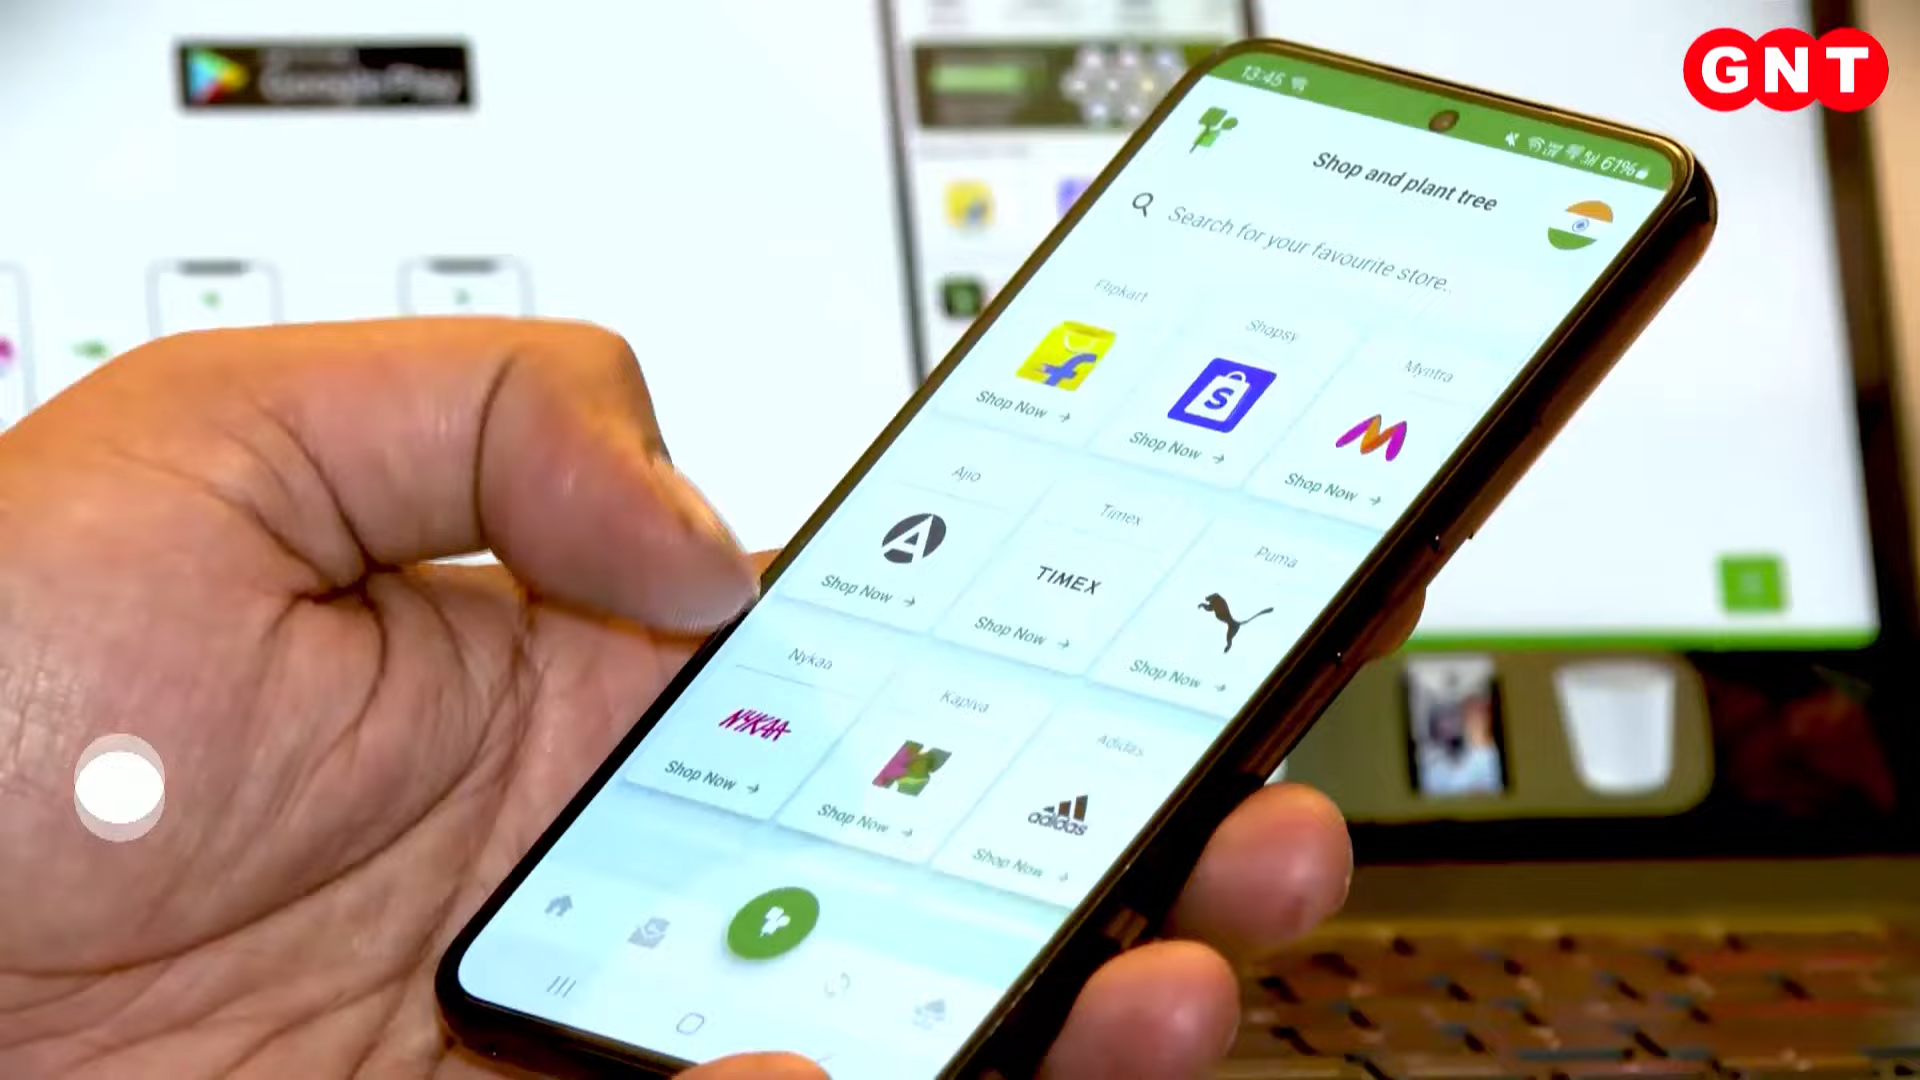 GNT
Google Play
13:45
61%
Shop and plant tree
Search for your favourite store..
Flipkart
Shopsy
Myntra
f
S
Shop Now →
Shop Now →
Shop Now →
Ajio
Timex
Puma
A
TIMEX
Shop Now →
Shop Now →
Shop Now →
Nykaa
Kapiva
Adidas
NYKAA
K
adidas
Shop Now →
Shop Now →
Shop Now →